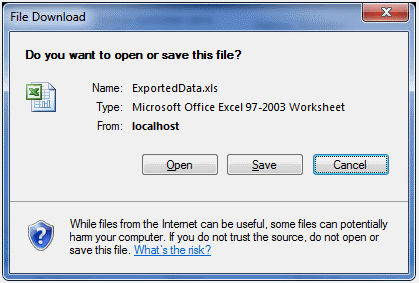 File Download
Do you want to open or save this file?
Name: ExportedData.xls
Type: Microsoft Office Excel 97-2003 Worksheet
From: localhost
Open Save Cancel
While files from the Internet can be useful, some files can potentially
harm your computer. If you do not trust the source, do not open or
save this file. What's the risk?